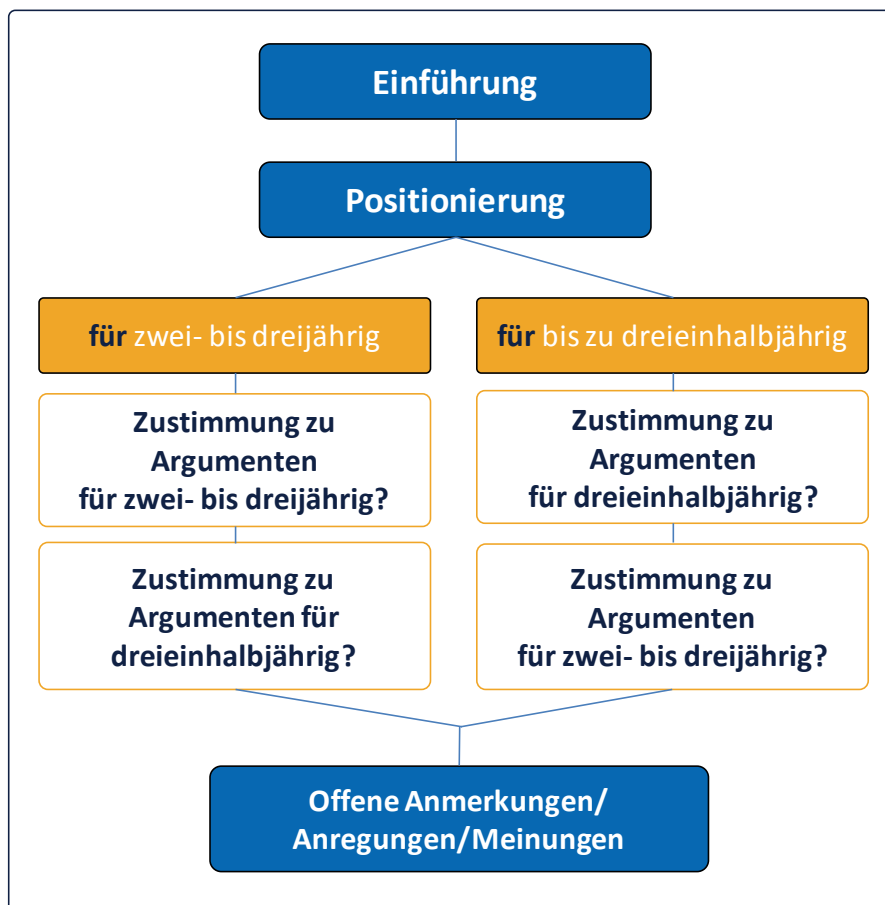 Einführung
Positionierung
für zwei- bis dreijährig
Zustimmung zu
Argumenten
für zwei- bis dreijährig?
Zustimmung zu
Argumenten für
dreieinhalbjährig?
für bis zu dreieinhalbjährig
Zustimmung zu
Argumenten
für dreieinhalbjährig?
Zustimmung zu
Argumenten
für zwei- bis dreijährig?
Offene Anmerkungen/
Anregungen/Meinungen